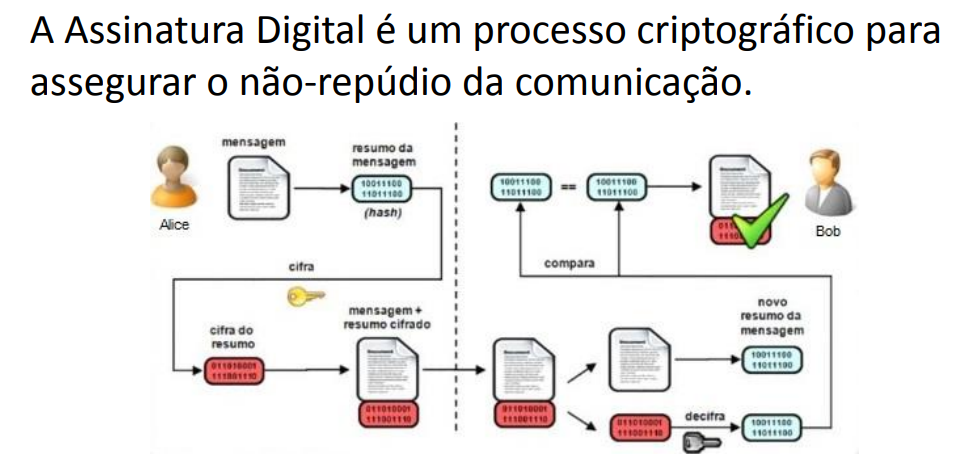 A Assinatura Digital é um processo criptográfico para
assegurar o não-repúdio da comunicação.
mensagem
resumo da
mensagem
10011100
11011100
(hash)
Alice
cifra
cifra do
resumo
011010001
111001110
mensagem +
resumo cifrado
Document
011010001
111001110
10011100
11011100
==
10011100
11011100
Bob
compara
Document
011010001
111001110
novo
resumo da
mensagem
10011100
11011100
decifra
011010001
111001110
10011100
11011100